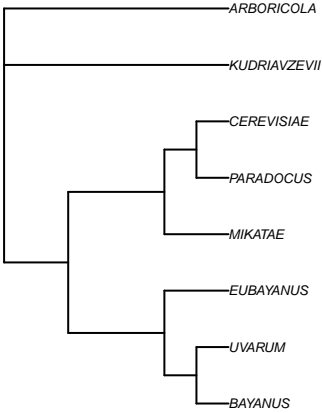 ARBORICOLA
KUDRIAVZEVII
CEREVISIAE
PARADOCUS
MIKATAE
EUBAYANUS
UVARUM
BAYANUS